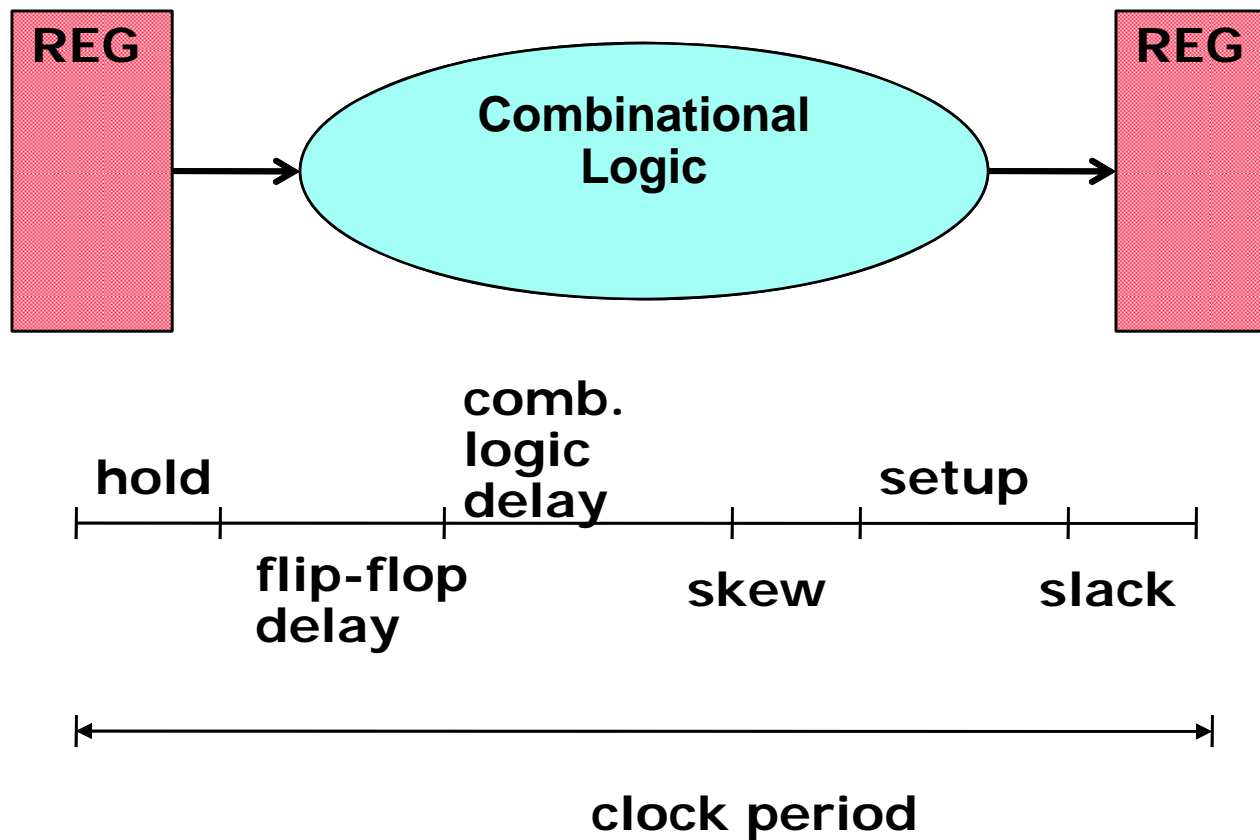 REG
REG
Combinational
Logic
comb.
logic
delay
hold
setup
flip-flop
delay
skew
slack
clock period